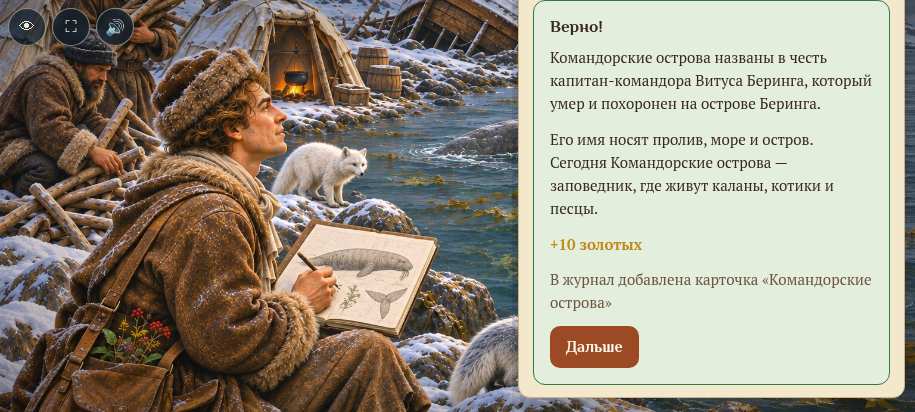 Верно!
Командорские острова названы в честь
капитан-командора Витуса Беринга, который
умер и похоронен на острове Беринга.
Его имя носят пролив, море и остров.
Сегодня Командорские острова —
заповедник, где живут каланы, котики и
песцы.
+10 золотых
В журнал добавлена карточка «Командорские
острова»
Дальше